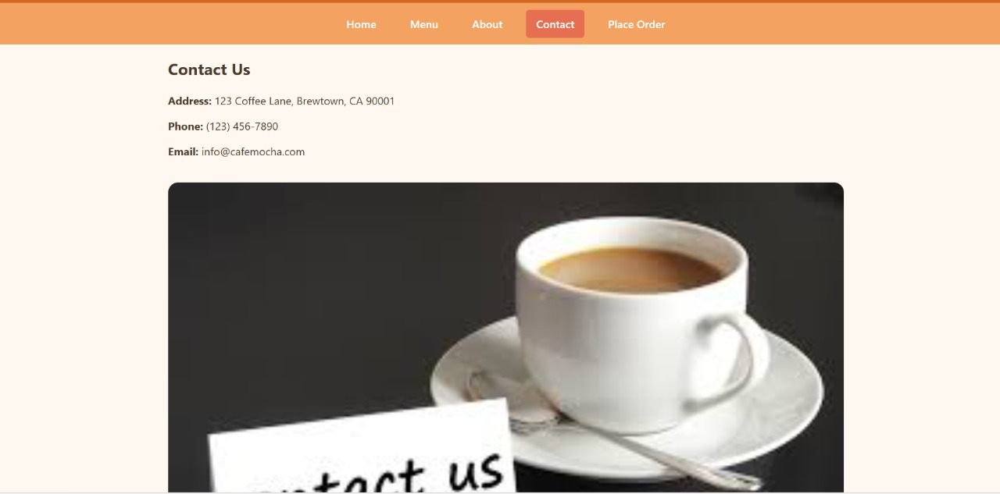 Home Menu About Contact Place Order
Contact Us
Address: 123 Coffee Lane, Brewtown, CA 90001
Phone: (123) 456-7890
Email: info@cafemocha.com
us